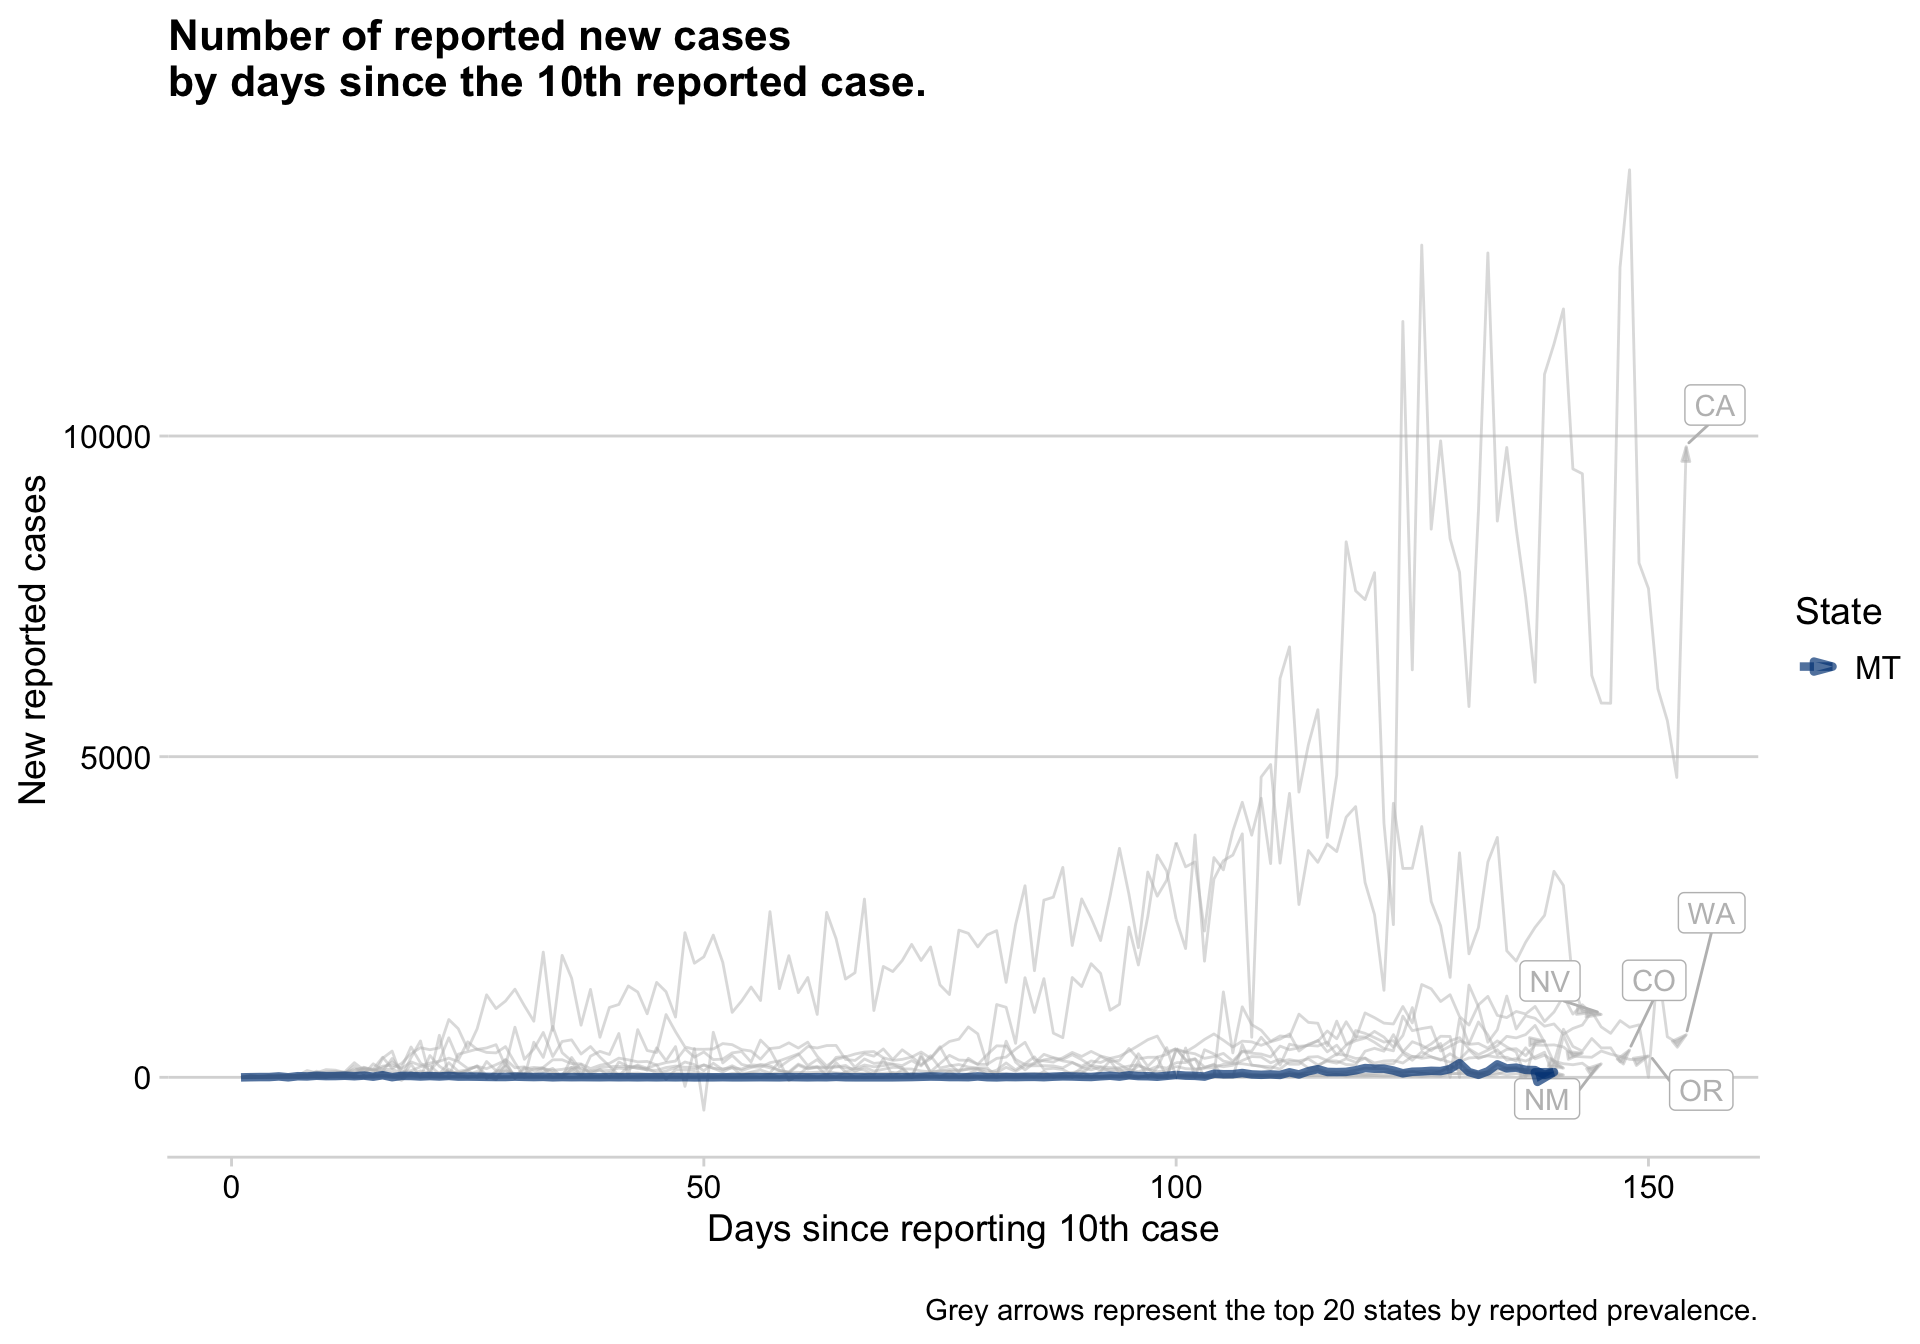 Number of reported new cases
by days since the 10th reported case.
New reported cases
10000
5000
0
CA
WA
NV
CO
NM
OR
State
MT
0
50
100
150
Days since reporting 10th case
Grey arrows represent the top 20 states by reported prevalence.